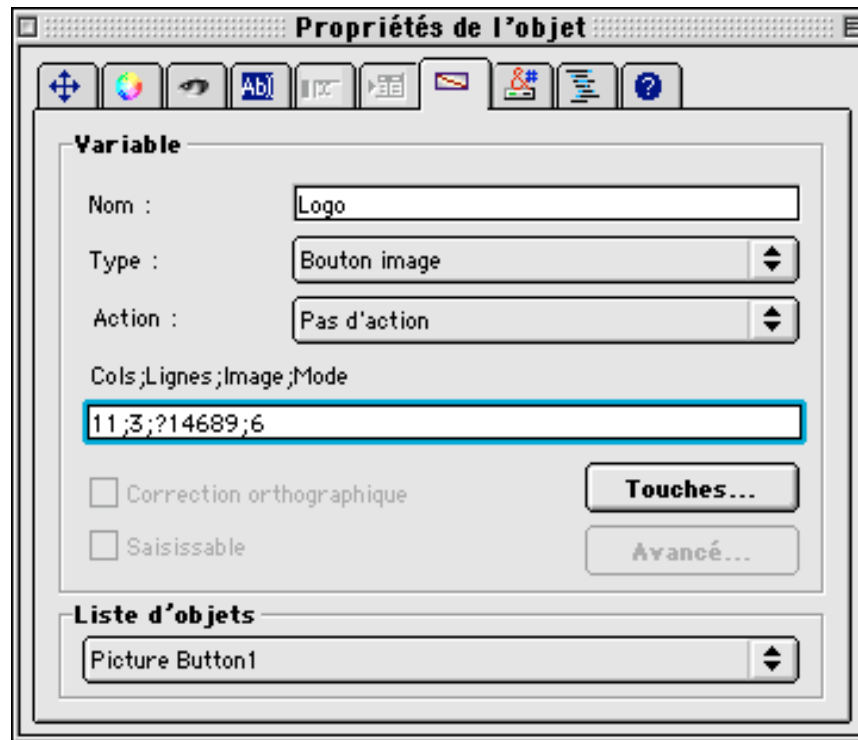 Propriétés de l'objet
Ab
Variable
Nom :
Logo
Type :
Bouton image
Action :
Pas d'action
Cols;Lignes;Image;Mode
11;3;?14689;6
Correction orthographique
Touches...
Saisissable
Avancé...
Liste d'objets
Picture Button1